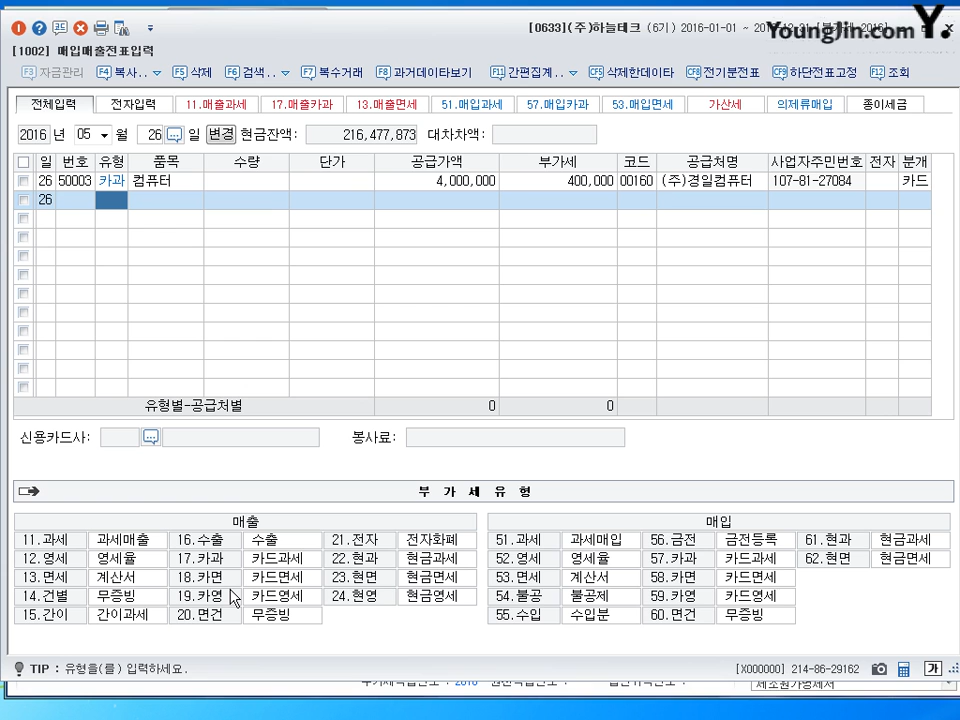 [0633](주)하늘테크 (6기) 2016-01-01 ~
YoungJin.com Y.
[1002] 매입매출전표입력
F3 자금관리 F4 복사.. F5 삭제 F6 검색.. F7 복수거래 F8 과거데이타보기 F11 간편집계.. CF5 삭제한데이타 CF8 전기분전표 CF9 하단전표고정 F12 조회
전체입력 전자입력 11.매출과세 17.매출카과 13.매출면세 51.매입과세 57.매입카과 53.매입면세 가산세 의제류매입 종이세금
2016 년 05 월 26 일 변경 현금잔액: 216,477,873 대차차액:
일 번호 유형 품목 수량 단가 공급가액 부가세 코드 공급처명 사업자주민번호 전자 분개
26 50003 카과 컴퓨터 4,000,000 400,000 00160 (주)경일컴퓨터 107-81-27084 카드
26
유형별-공급처별 0 0
신용카드사: 봉사료:
부 가 세 유 형
매출 매입
11.과세 과세매출 16.수출 수출 21.전자 전자화폐 51.과세 과세매입 56.금전 금전등록 61.현과 현금과세
12.영세 영세율 17.카과 카드과세 22.현과 현금과세 52.영세 영세율 57.카과 카드과세 62.현면 현금면세
13.면세 계산서 18.카면 카드면세 23.현면 현금면세 53.면세 계산서 58.카면 카드면세
14.건별 무증빙 19.카영 카드영세 24.현영 현금영세 54.불공 불공제 59.카영 카드영세
15.간이 간이과세 20.면건 무증빙 55.수입 수입분 60.면건 무증빙
TIP : 유형을(를) 입력하세요. [X000000] 214-86-29162 가